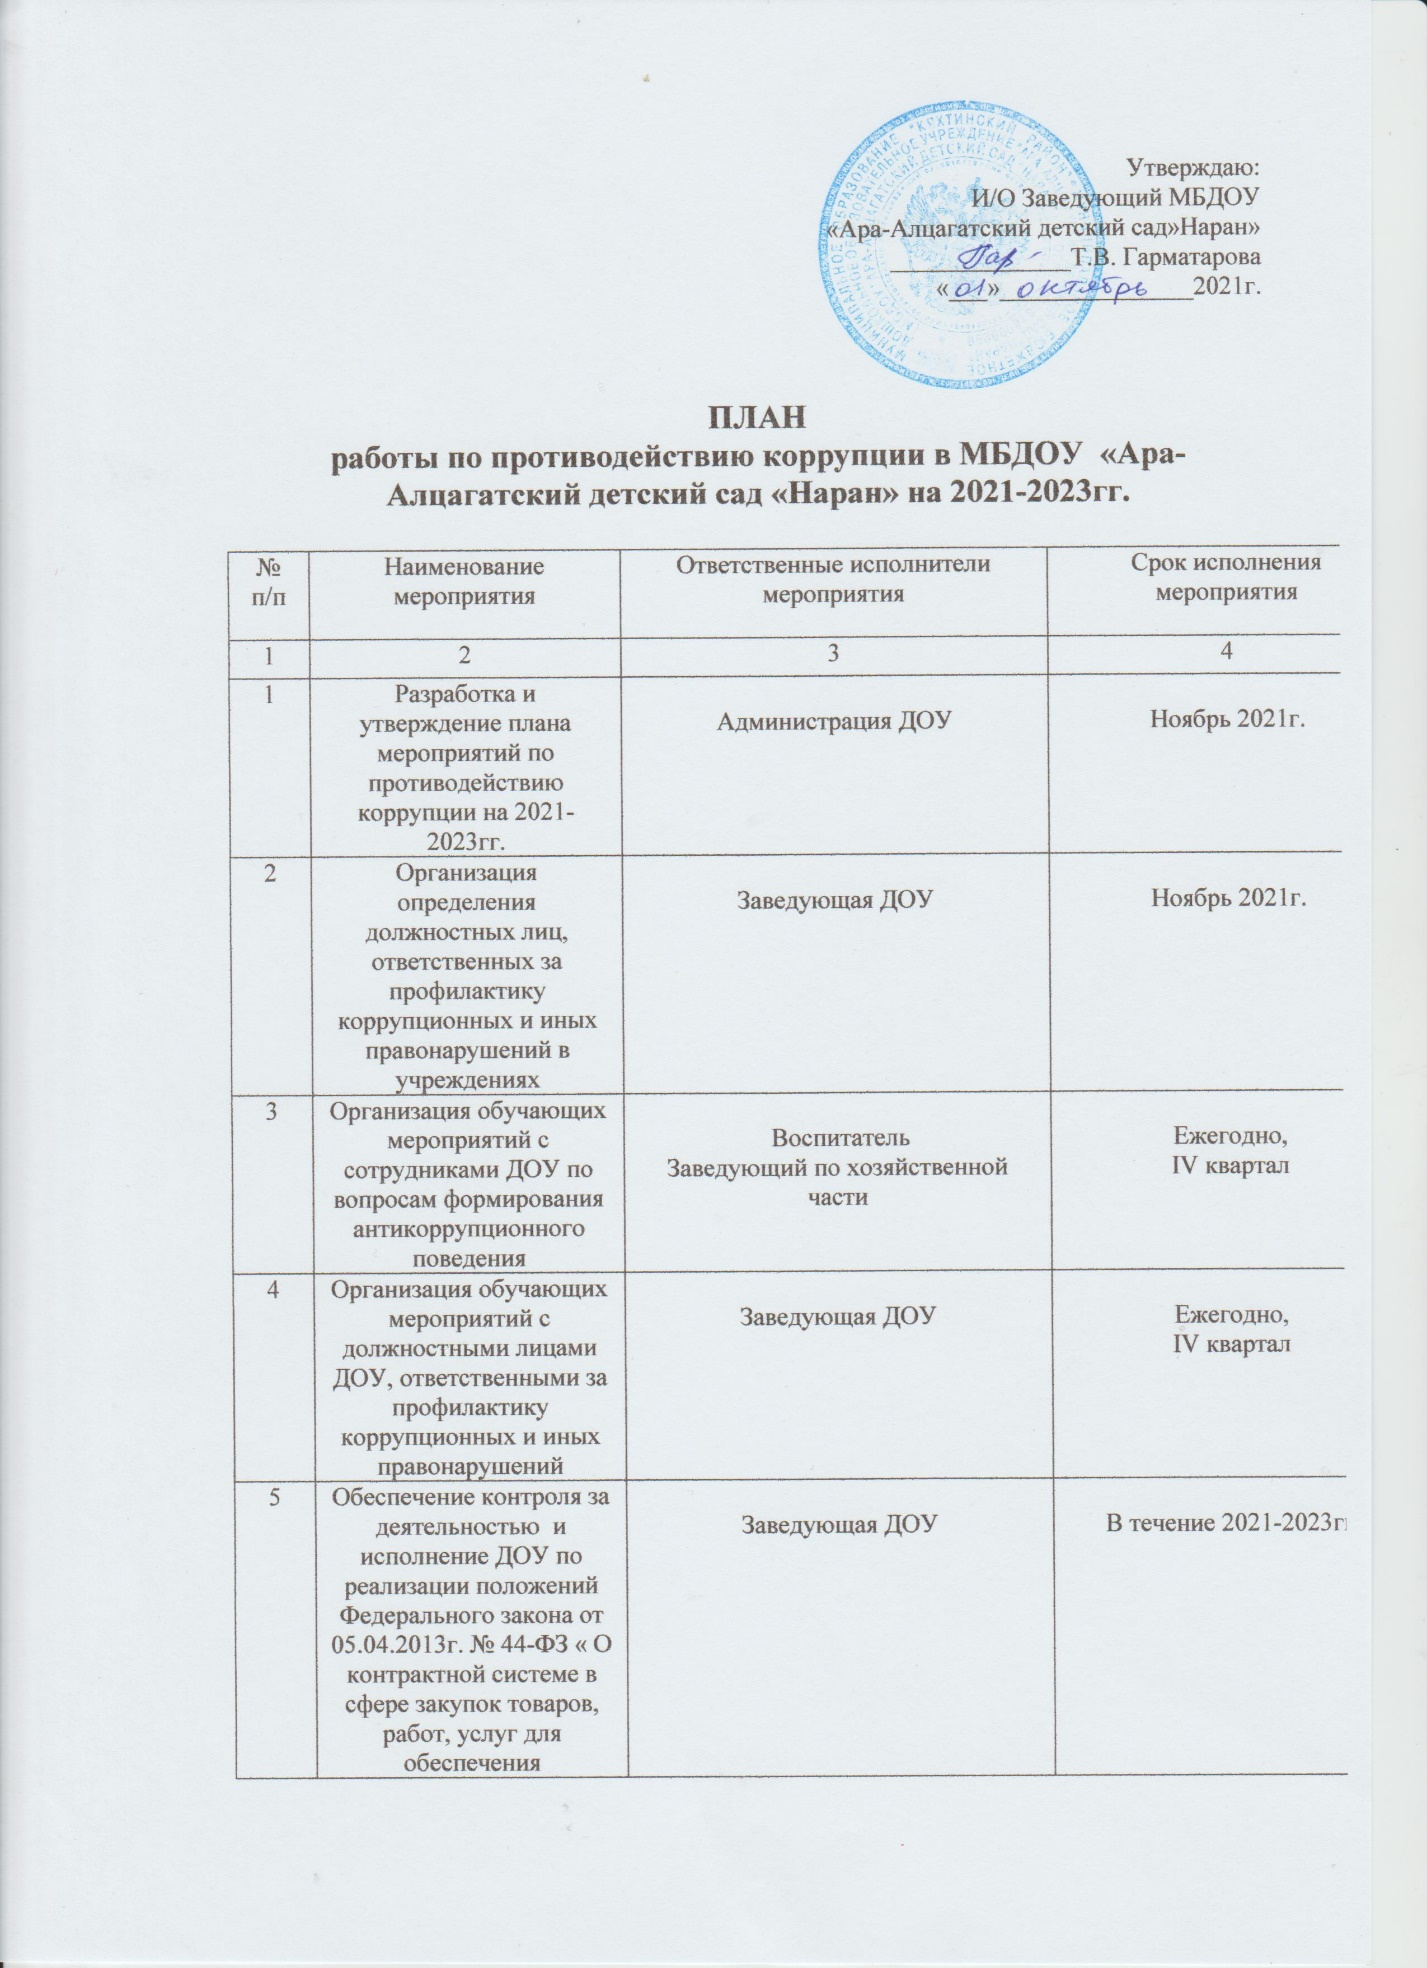 Утверждаю:
И/О Заведующий МБДОУ
«Ара-Алцагатский детский сад»Наран»
Т.В. Гарматарова
«01» октябрь 2021г.
ПЛАН
работы по противодействию коррупции в МБДОУ «Ара-
Алцагатский детский сад «Наран» на 2021-2023гг.
№ Наименование Ответственные исполнители Срок исполнения
п/п мероприятия мероприятия мероприятия
1 2 3 4
1 Разработка и
утверждение плана Администрация ДОУ Ноябрь 2021г.
мероприятий по
противодействию
коррупции на 2021-
2023гг.
2 Организация
определения Заведующая ДОУ Ноябрь 2021г.
должностных лиц,
ответственных за
профилактику
коррупционных и иных
правонарушений в
учреждениях
3 Организация обучающих
мероприятий с Воспитатель Ежегодно,
сотрудниками ДОУ по Заведующий по хозяйственной IV квартал
вопросам формирования части
антикоррупционного
поведения
4 Организация обучающих
мероприятий с Заведующая ДОУ Ежегодно,
должностными лицами IV квартал
ДОУ, ответственными за
профилактику
коррупционных и иных
правонарушений
5 Обеспечение контроля за
деятельностью и Заведующая ДОУ В течение 2021-2023г
исполнение ДОУ по
реализации положений
Федерального закона от
05.04.2013г. № 44-ФЗ « О
контрактной системе в
сфере закупок товаров,
работ, услуг для
обеспечения